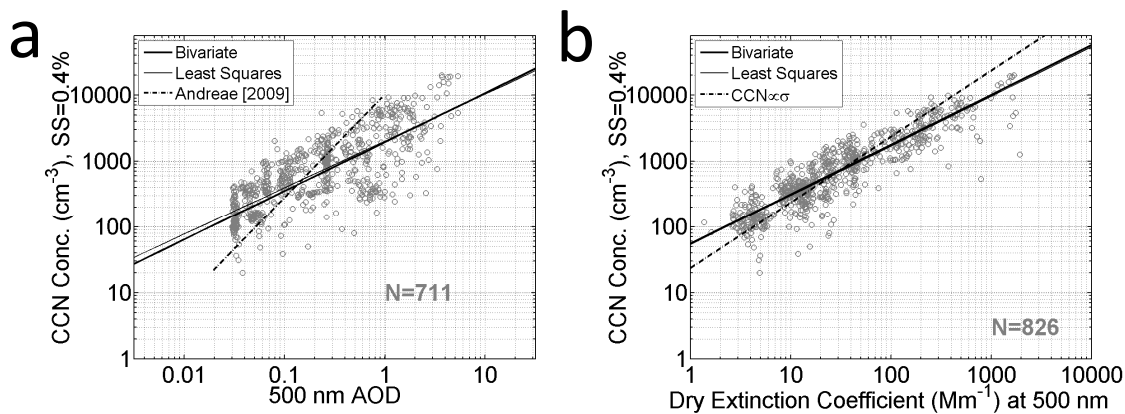 a
CCN Conc. (cm⁻³), SS=0.4%
10000
1000
100
10
1
Bivariate
Least Squares
Andreae [2009]
N=711
0.01 0.1 1 10
500 nm AOD
b
CCN Conc. (cm⁻³), SS=0.4%
10000
1000
100
10
1
Bivariate
Least Squares
CCN∝σ
N=826
1 10 100 1000 10000
Dry Extinction Coefficient (Mm⁻¹) at 500 nm